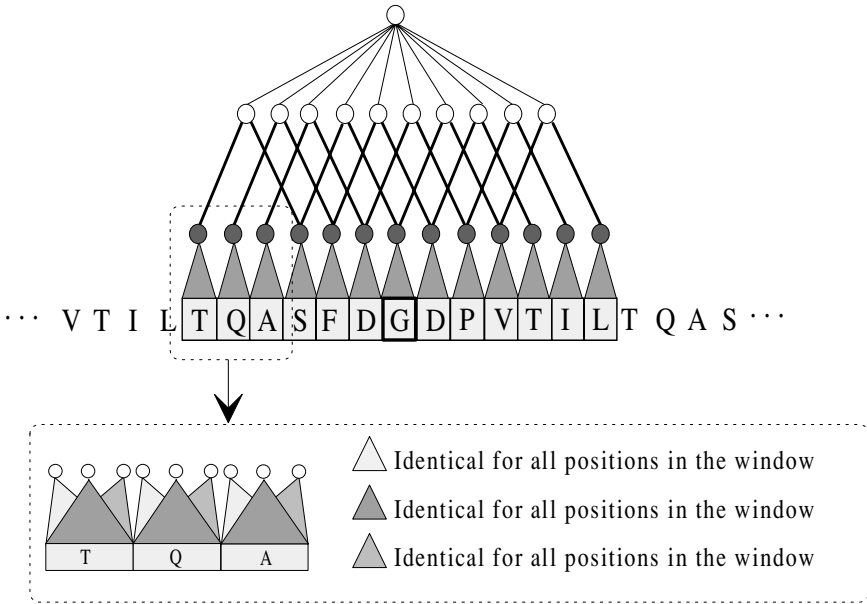 ··· V T I L T Q A S F D G D P V T I L T Q A S ···
Identical for all positions in the window
Identical for all positions in the window
Identical for all positions in the window
T Q A